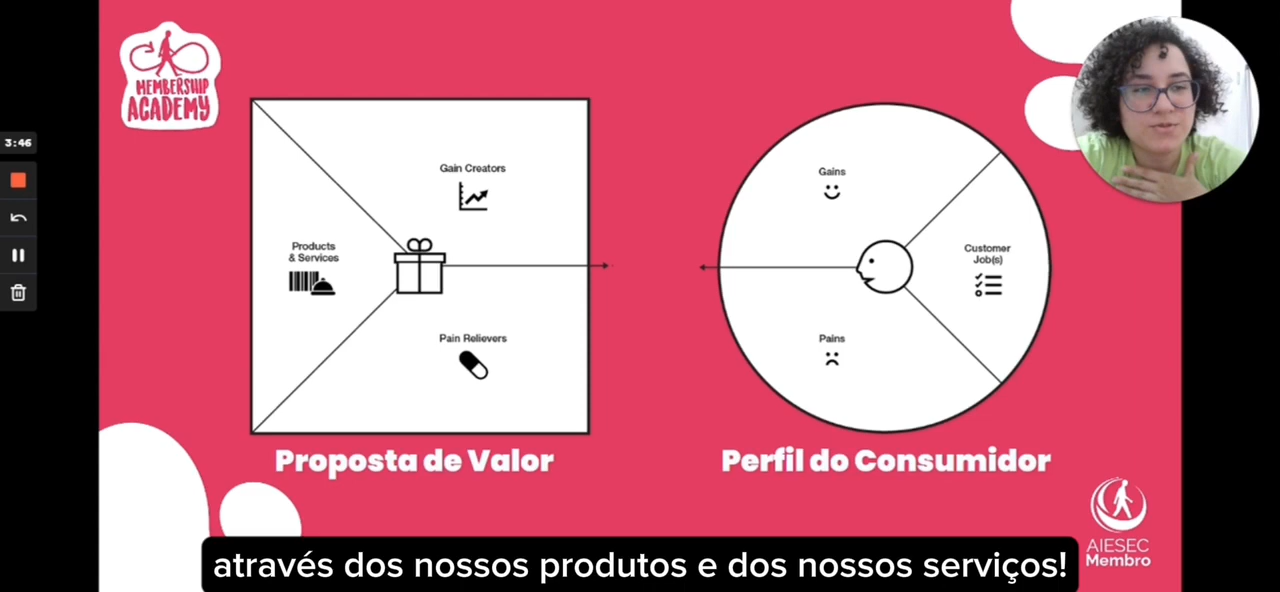 MEMBERSHIP
ACADEMY
3:46
Gain Creators
Products
& Services
Pain Relievers
Gains
Customer
Job(s)
Pains
Proposta de Valor
Perfil do Consumidor
AIESEC
Membro
através dos nossos produtos e dos nossos serviços!